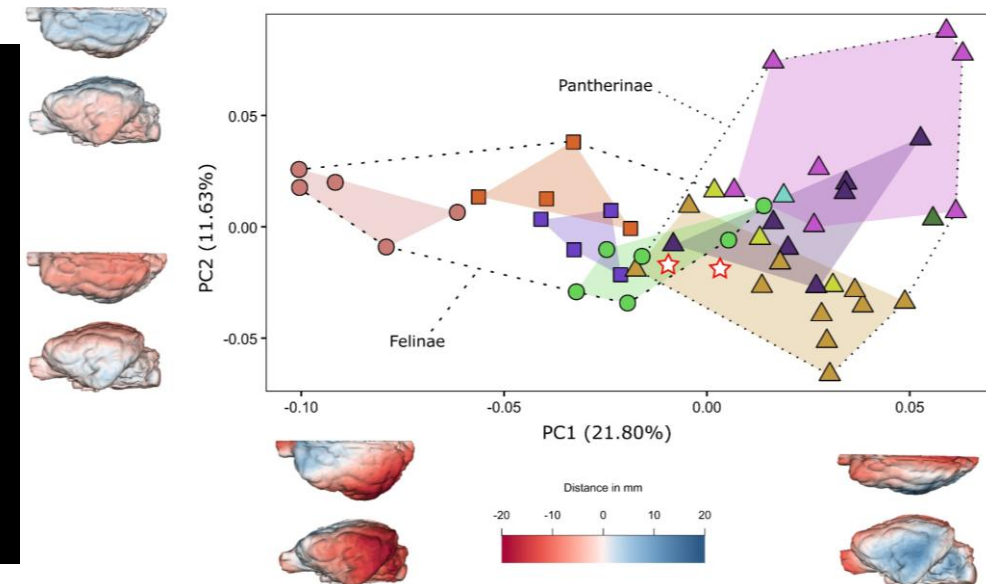 Pantherinae
0.05
0.00
-0.05
PC2 (11.63%)
Felinae
-0.10
-0.05
0.00
0.05
PC1 (21.80%)
Distance in mm
-20
-10
0
10
20